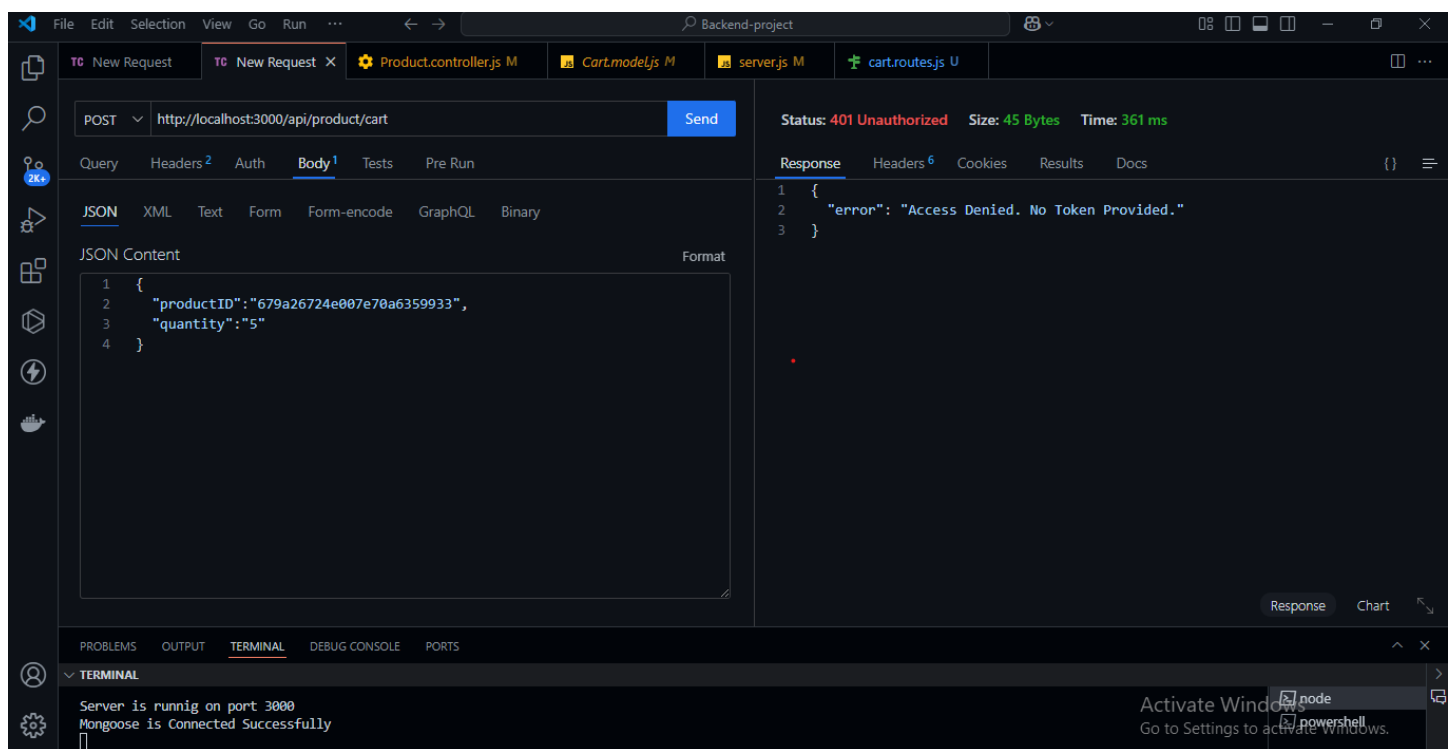 File Edit Selection View Go Run ··· Backend-project
TC New Request TC New Request Product.controller.js M JS Cart.model.js M JS server.js M cart.routes.js U
POST http://localhost:3000/api/product/cart Send
Status: 401 Unauthorized Size: 45 Bytes Time: 361 ms
Query Headers 2 Auth Body 1 Tests Pre Run
Response Headers 6 Cookies Results Docs {}
2K+
JSON XML Text Form Form-encode GraphQL Binary
JSON Content
Format
1 {
2 "productID":"679a26724e007e70a6359933",
3 "quantity":"5"
4 }
1 {
2 "error": "Access Denied. No Token Provided."
3 }
Response Chart
PROBLEMS OUTPUT TERMINAL DEBUG CONSOLE PORTS
TERMINAL
Server is runnig on port 3000
Mongoose is Connected Successfully
node
powershell
Activate Windows
Go to Settings to activate Windows.